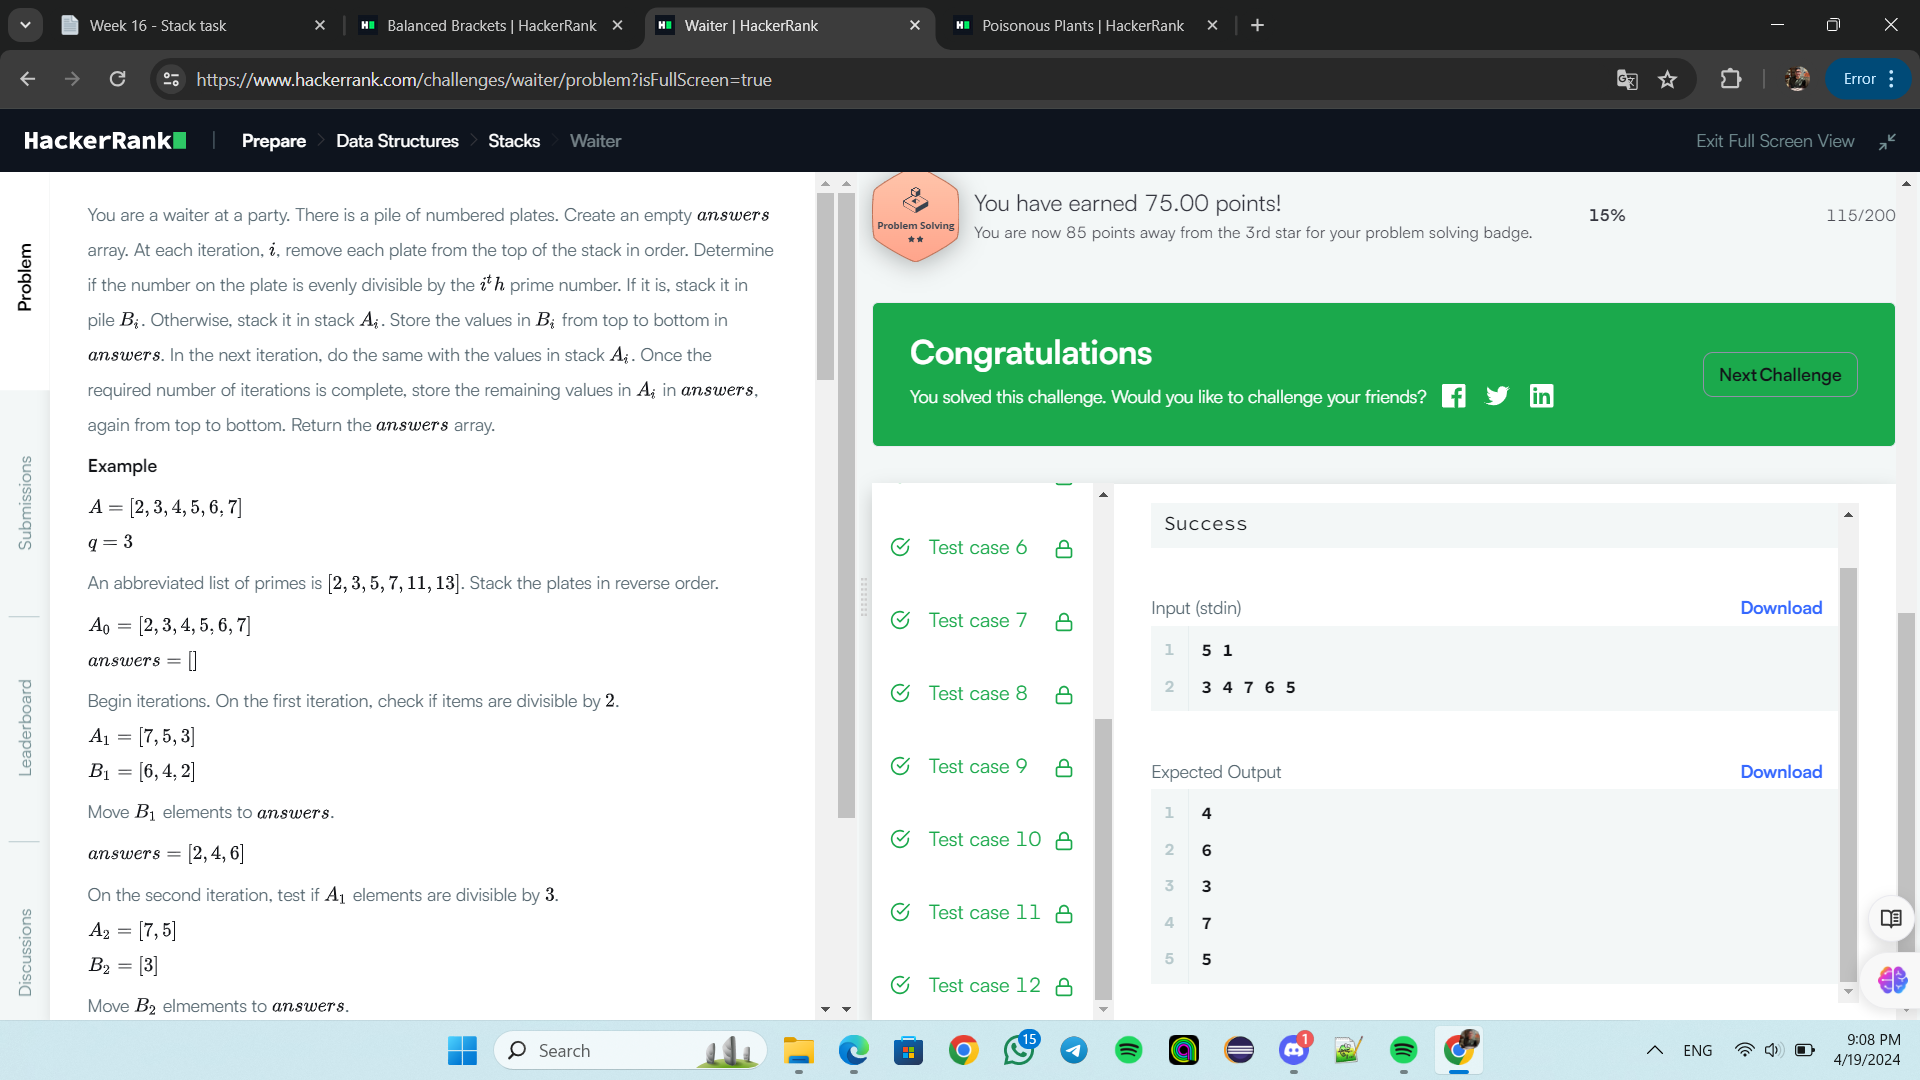 Week 16 - Stack task
Balanced Brackets | HackerRank
Waiter | HackerRank
Poisonous Plants | HackerRank
https://www.hackerrank.com/challenges/waiter/problem?isFullScreen=true
Error
HackerRank
Prepare
Data Structures
Stacks
Waiter
Exit Full Screen View
Problem
Submissions
Leaderboard
Discussions
You are a waiter at a party. There is a pile of numbered plates. Create an empty answers
array. At each iteration, i, remove each plate from the top of the stack in order. Determine
if the number on the plate is evenly divisible by the i^th prime number. If it is, stack it in
pile B_i. Otherwise, stack it in stack A_i. Store the values in B_i from top to bottom in
answers. In the next iteration, do the same with the values in stack A_i. Once the
required number of iterations is complete, store the remaining values in A_i in answers,
again from top to bottom. Return the answers array.
Example
A = [2, 3, 4, 5, 6, 7]
q = 3
An abbreviated list of primes is [2, 3, 5, 7, 11, 13]. Stack the plates in reverse order.
A_0 = [2, 3, 4, 5, 6, 7]
answers = []
Begin iterations. On the first iteration, check if items are divisible by 2.
A_1 = [7, 5, 3]
B_1 = [6, 4, 2]
Move B_1 elements to answers.
answers = [2, 4, 6]
On the second iteration, test if A_1 elements are divisible by 3.
A_2 = [7, 5]
B_2 = [3]
Move B_2 elmements to answers.
Problem Solving
You have earned 75.00 points!
You are now 85 points away from the 3rd star for your problem solving badge.
15%
115/200
Congratulations
You solved this challenge. Would you like to challenge your friends?
Next Challenge
Test case 6
Test case 7
Test case 8
Test case 9
Test case 10
Test case 11
Test case 12
Success
Input (stdin)
Download
1 5 1
2 3 4 7 6 5
Expected Output
Download
1 4
2 6
3 3
4 7
5 5
Search
15
1
ENG
9:08 PM
4/19/2024